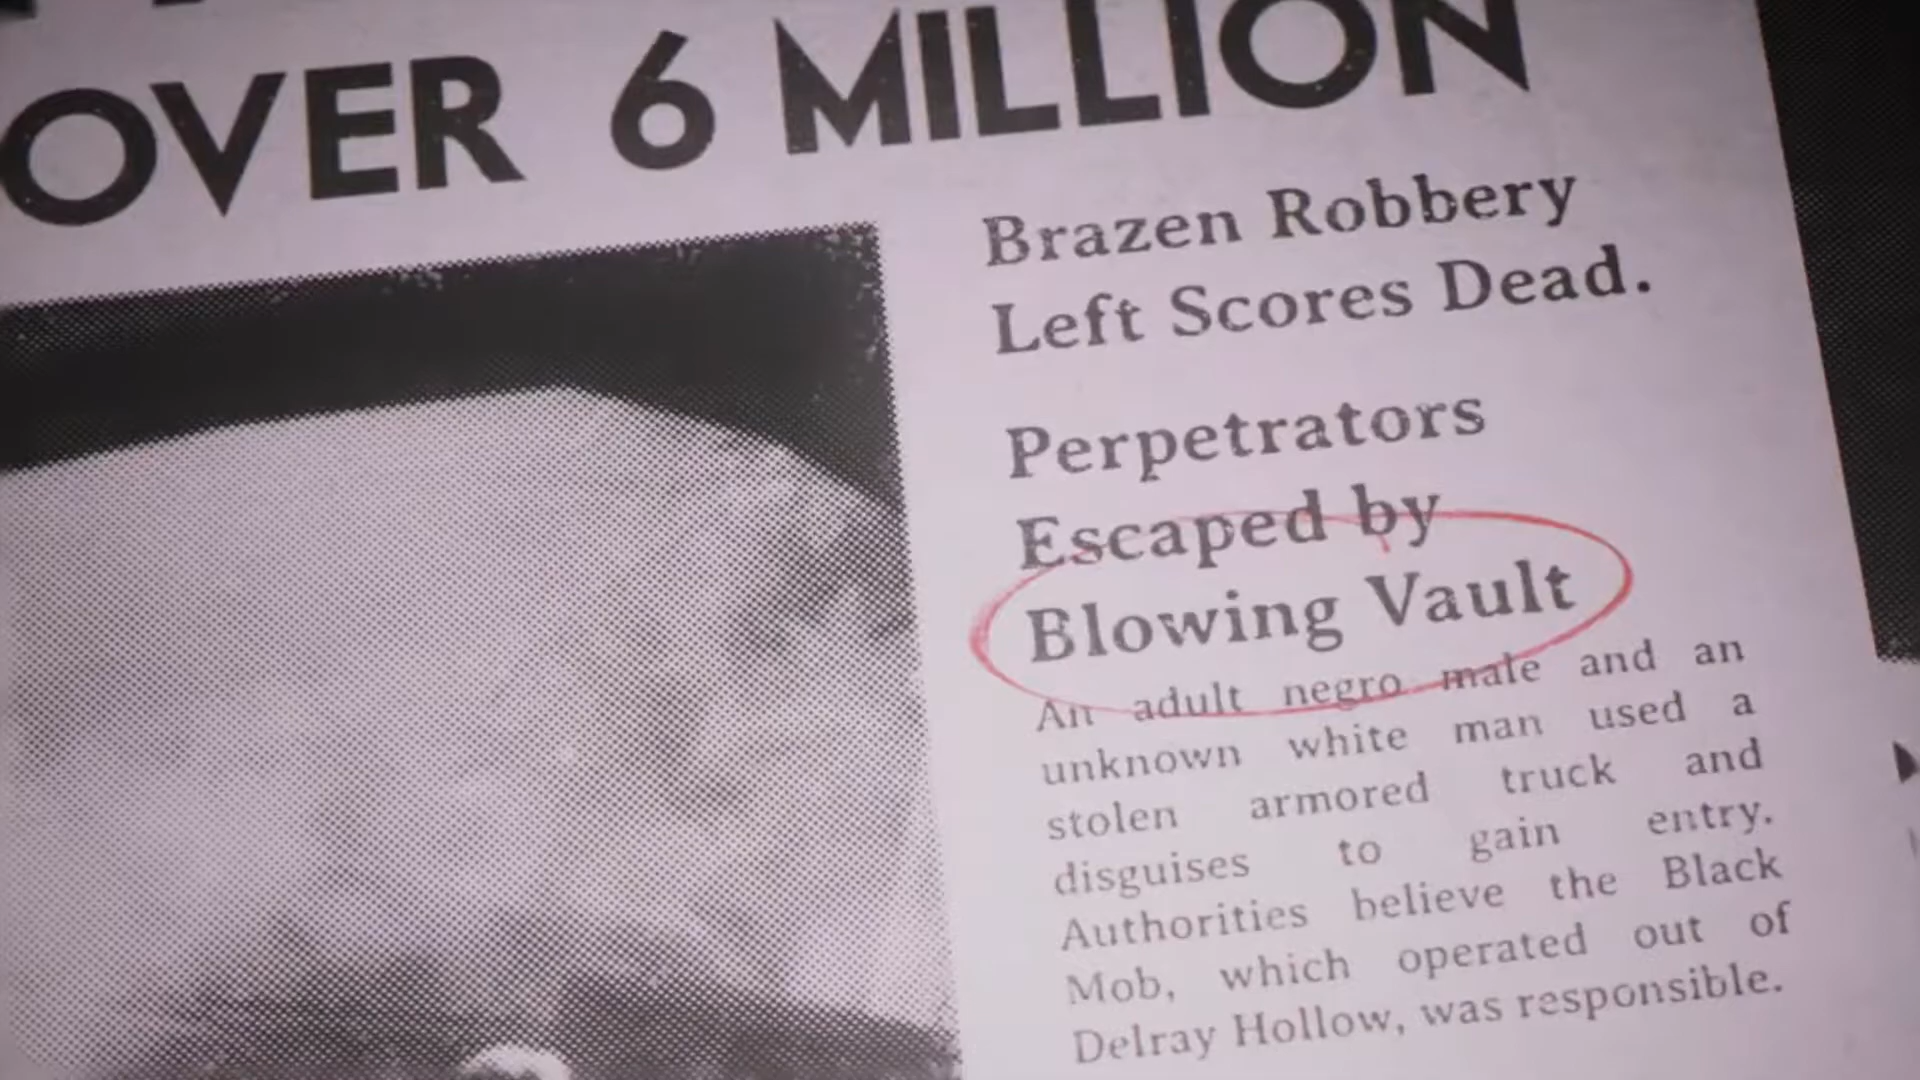 OVER 6 MILLION
Brazen Robbery
Left Scores Dead.
Perpetrators
Escaped by
Blowing Vault
An adult negro male and an
unknown white man used a
stolen armored truck and
disguises to gain entry.
Authorities believe the Black
Mob, which operated out of
Delray Hollow, was responsible.